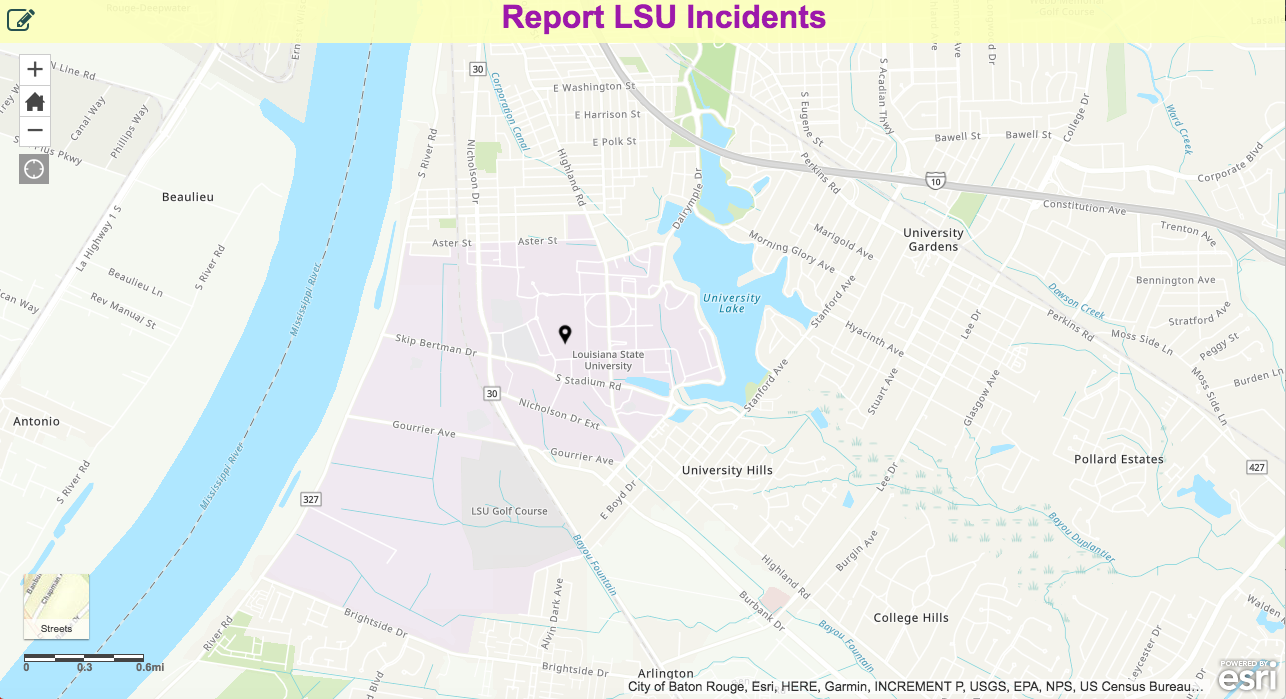 Rouge-Deepwater
Report LSU Incidents
Golf Course
N Line Rd
Canal Way
Phillips Way
30
E Washington St
E Harrison St
E Polk St
Corporation Canal
Highland Rd
S River Rd
Nicholson Dr
S Eugene St
S Acadian Thwy
Bawell St
Bawell St
College Dr
Ward Creek
Corporate Blvd
Perkins Rd
10
Constitution Ave
Trenton Ave
Beaulieu
La Highway 1 S
S River Rd
Beaulieu Ln
Rev Manual St
Mississippi River
Aster St
Aster St
Dalrymple Dr
Morning Glory Ave
Marigold Ave
University
Gardens
Bennington Ave
Dawson Creek
Stratford Ave
University
Lake
Stanford Ave
Hyacinth Ave
Lee Dr
Perkins Rd
Moss Side Ln
Peggy St
Burden Ln
Moss Side Ln
Skip Bertman Dr
Louisiana State
University
S Stadium Rd
Stanford Ave
Stuart Ave
Glasgow Ave
30
Nicholson Dr Ext
Antonio
Gourrier Ave
Gourrier Ave
University Hills
Pollard Estates
427
Mississippi River
S River Rd
327
LSU Golf Course
E Boyd Dr
Lee Dr
Bayou Duplantier
Bayou Fountain
Burgin Ave
Highland Rd
Burbank Dr
College Hills
Bayou Fountain
Streets
River Rd
Brightside Dr
Alvin Dark Ave
Brightside Dr
Arlington
0 0.3 0.6mi
POWERED BY
esri
City of Baton Rouge, Esri, HERE, Garmin, INCREMENT P, USGS, EPA, NPS, US Census Bureau…